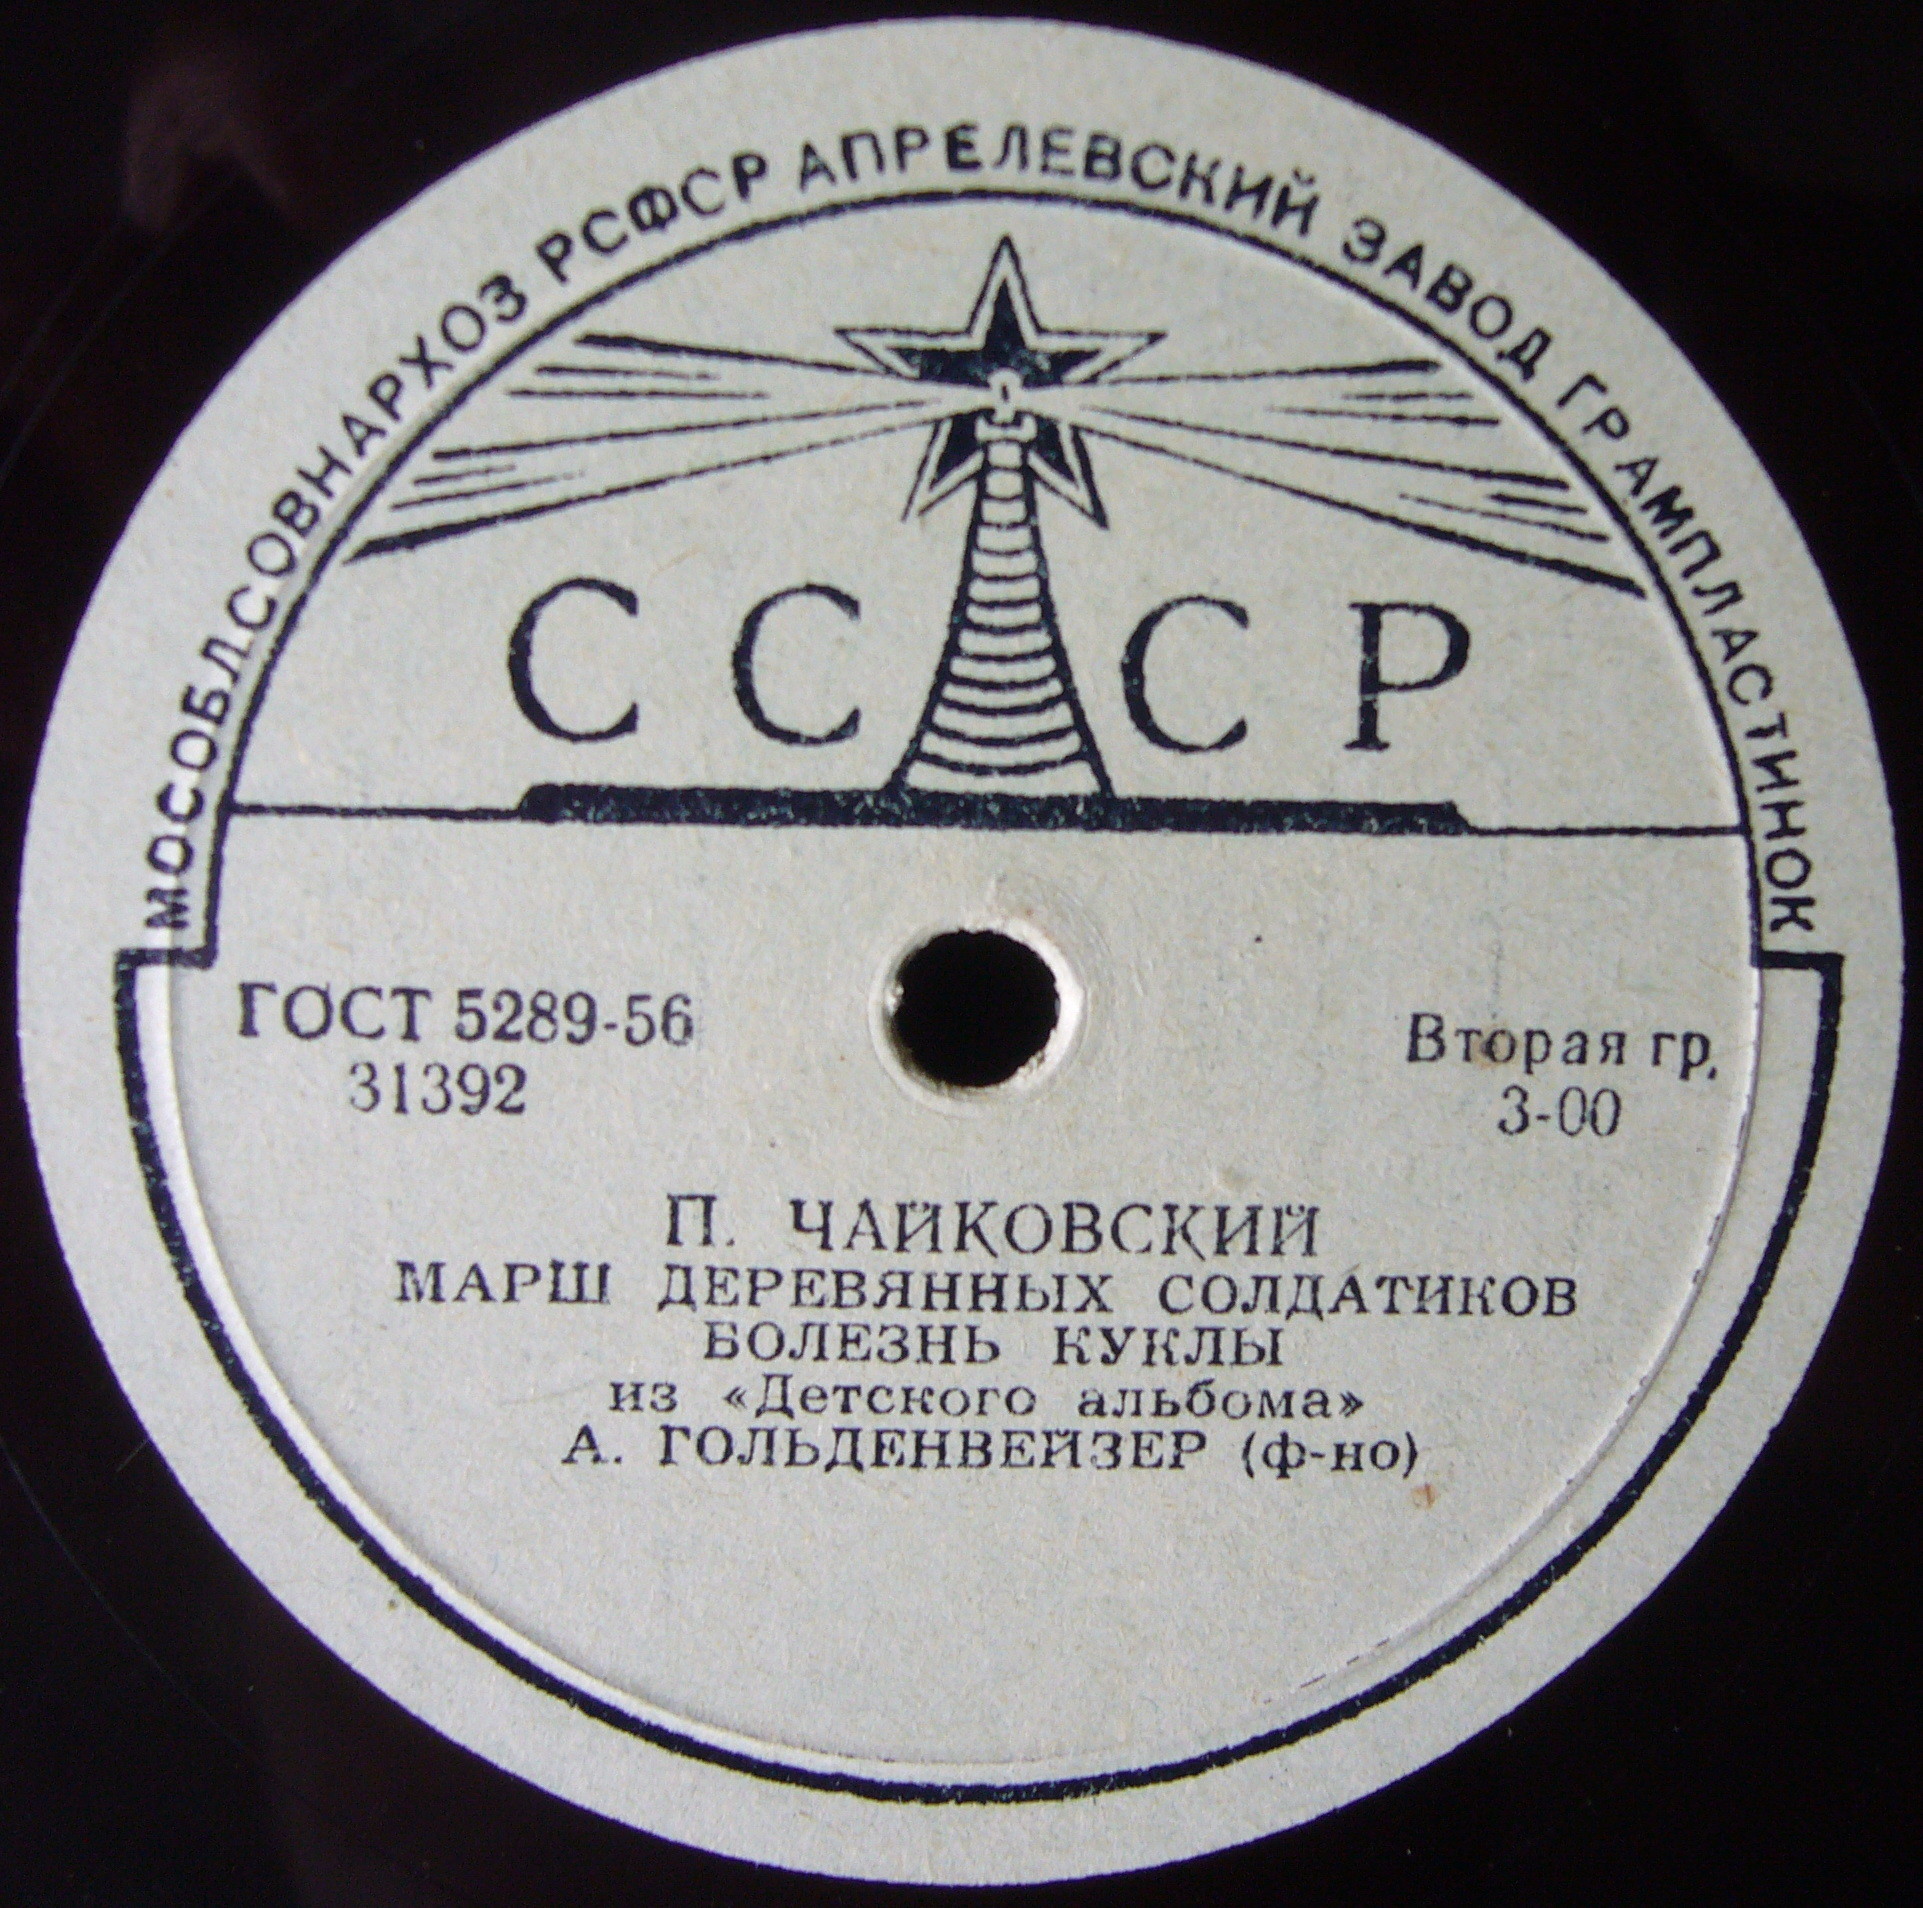 МОСОБЛСОВНАРХОЗ РСФСР АПРЕЛЕВСКИЙ ЗАВОД ГРАМПЛАСТИНОК
СССР
ГОСТ 5289-56
31392
Вторая гр.
3-00
П. ЧАЙКОВСКИЙ
МАРШ ДЕРЕВЯННЫХ СОЛДАТИКОВ
БОЛЕЗНЬ КУКЛЫ
из «Детского альбома»
А. ГОЛЬДЕНВЕЙЗЕР (ф-но)